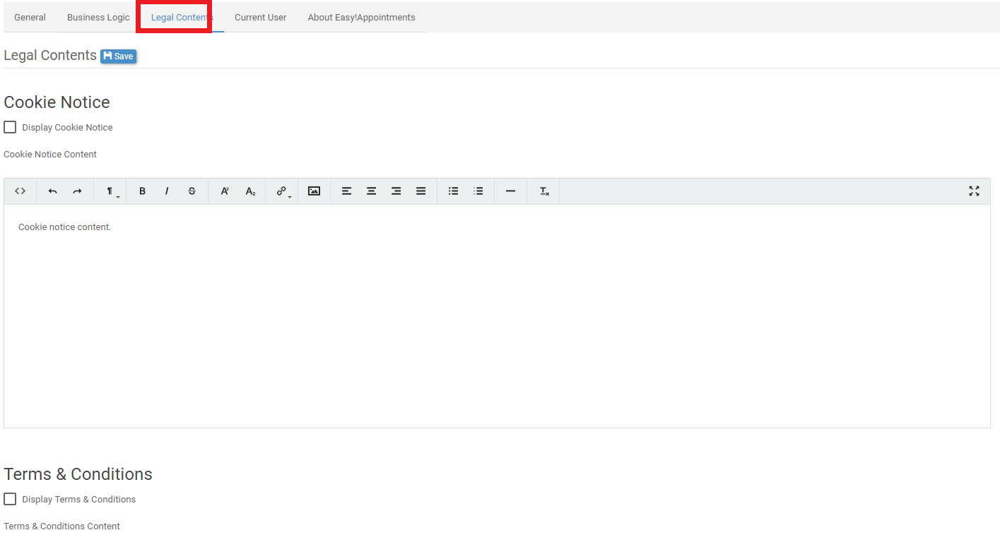 General Business Logic Legal Contents Current User About Easy!Appointments
Legal Contents Save
Cookie Notice
Display Cookie Notice
Cookie Notice Content
Cookie notice content.
Terms & Conditions
Display Terms & Conditions
Terms & Conditions Content